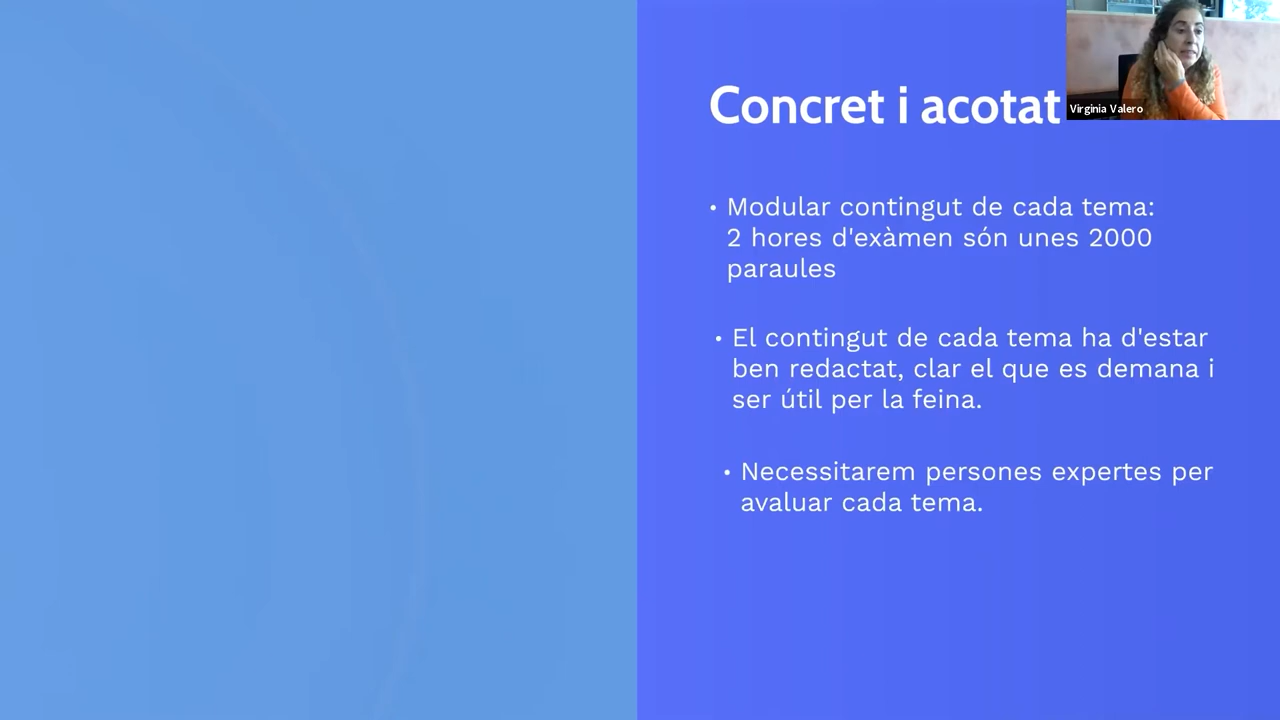 Concret i acotat
Virginia Valero
• Modular contingut de cada tema:
2 hores d'exàmen són unes 2000
paraules
• El contingut de cada tema ha d'estar
ben redactat, clar el que es demana i
ser útil per la feina.
• Necessitarem persones expertes per
avaluar cada tema.